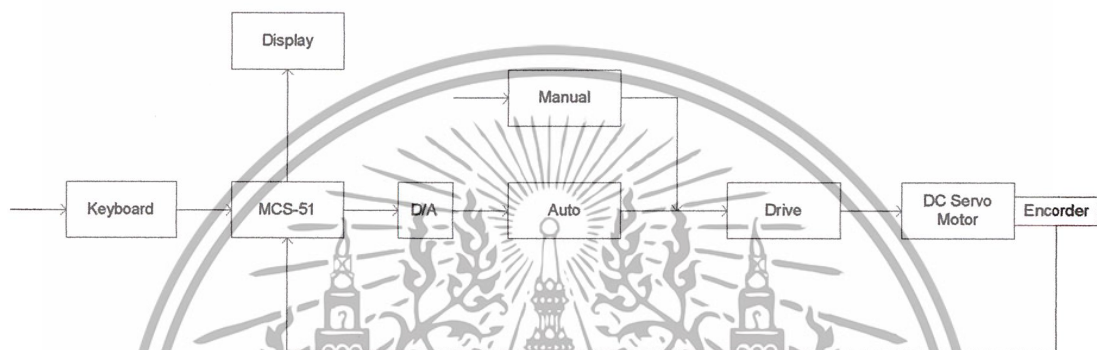 Display
Manual
Keyboard
MCS-51
D/A
Auto
Drive
DC Servo
Motor
Encorder